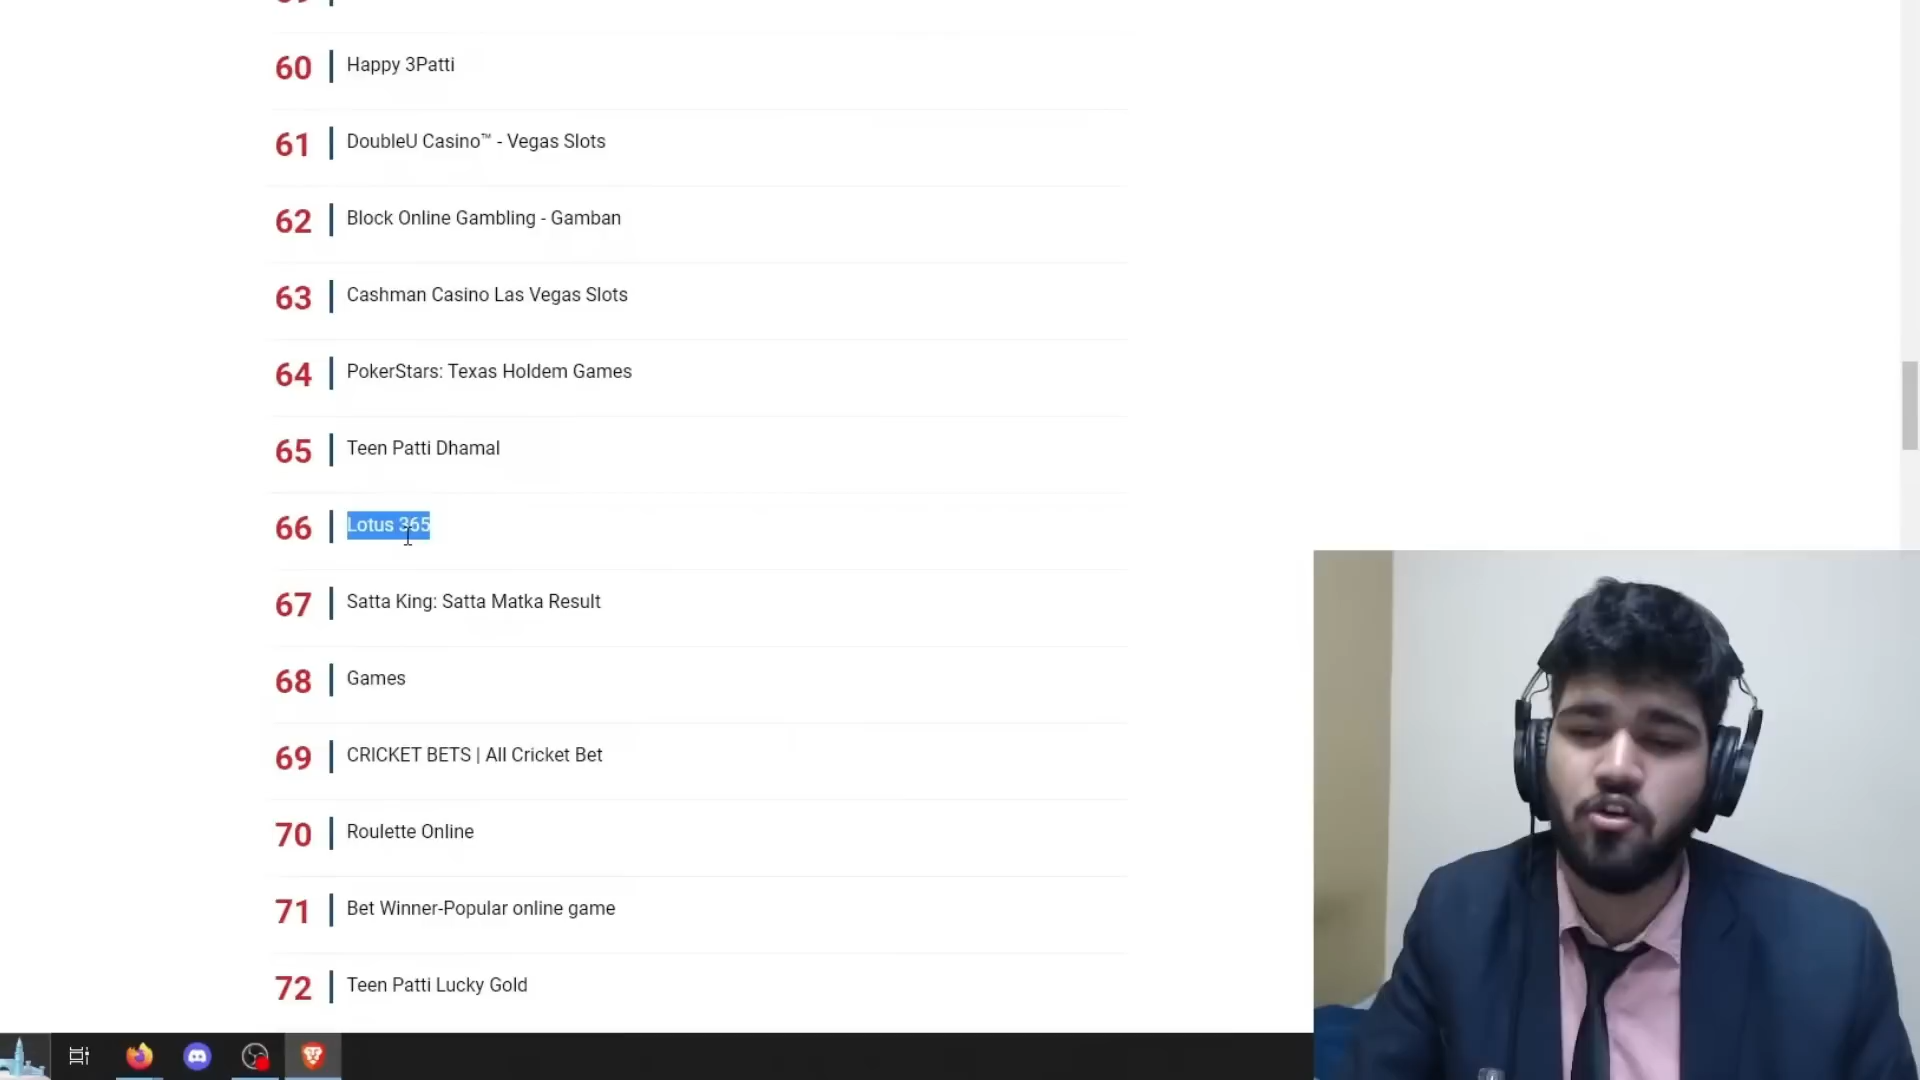 60 Happy 3Patti
61 DoubleU Casino™ - Vegas Slots
62 Block Online Gambling - Gamban
63 Cashman Casino Las Vegas Slots
64 PokerStars: Texas Holdem Games
65 Teen Patti Dhamal
66 Lotus 365
67 Satta King: Satta Matka Result
68 Games
69 CRICKET BETS | All Cricket Bet
70 Roulette Online
71 Bet Winner-Popular online game
72 Teen Patti Lucky Gold